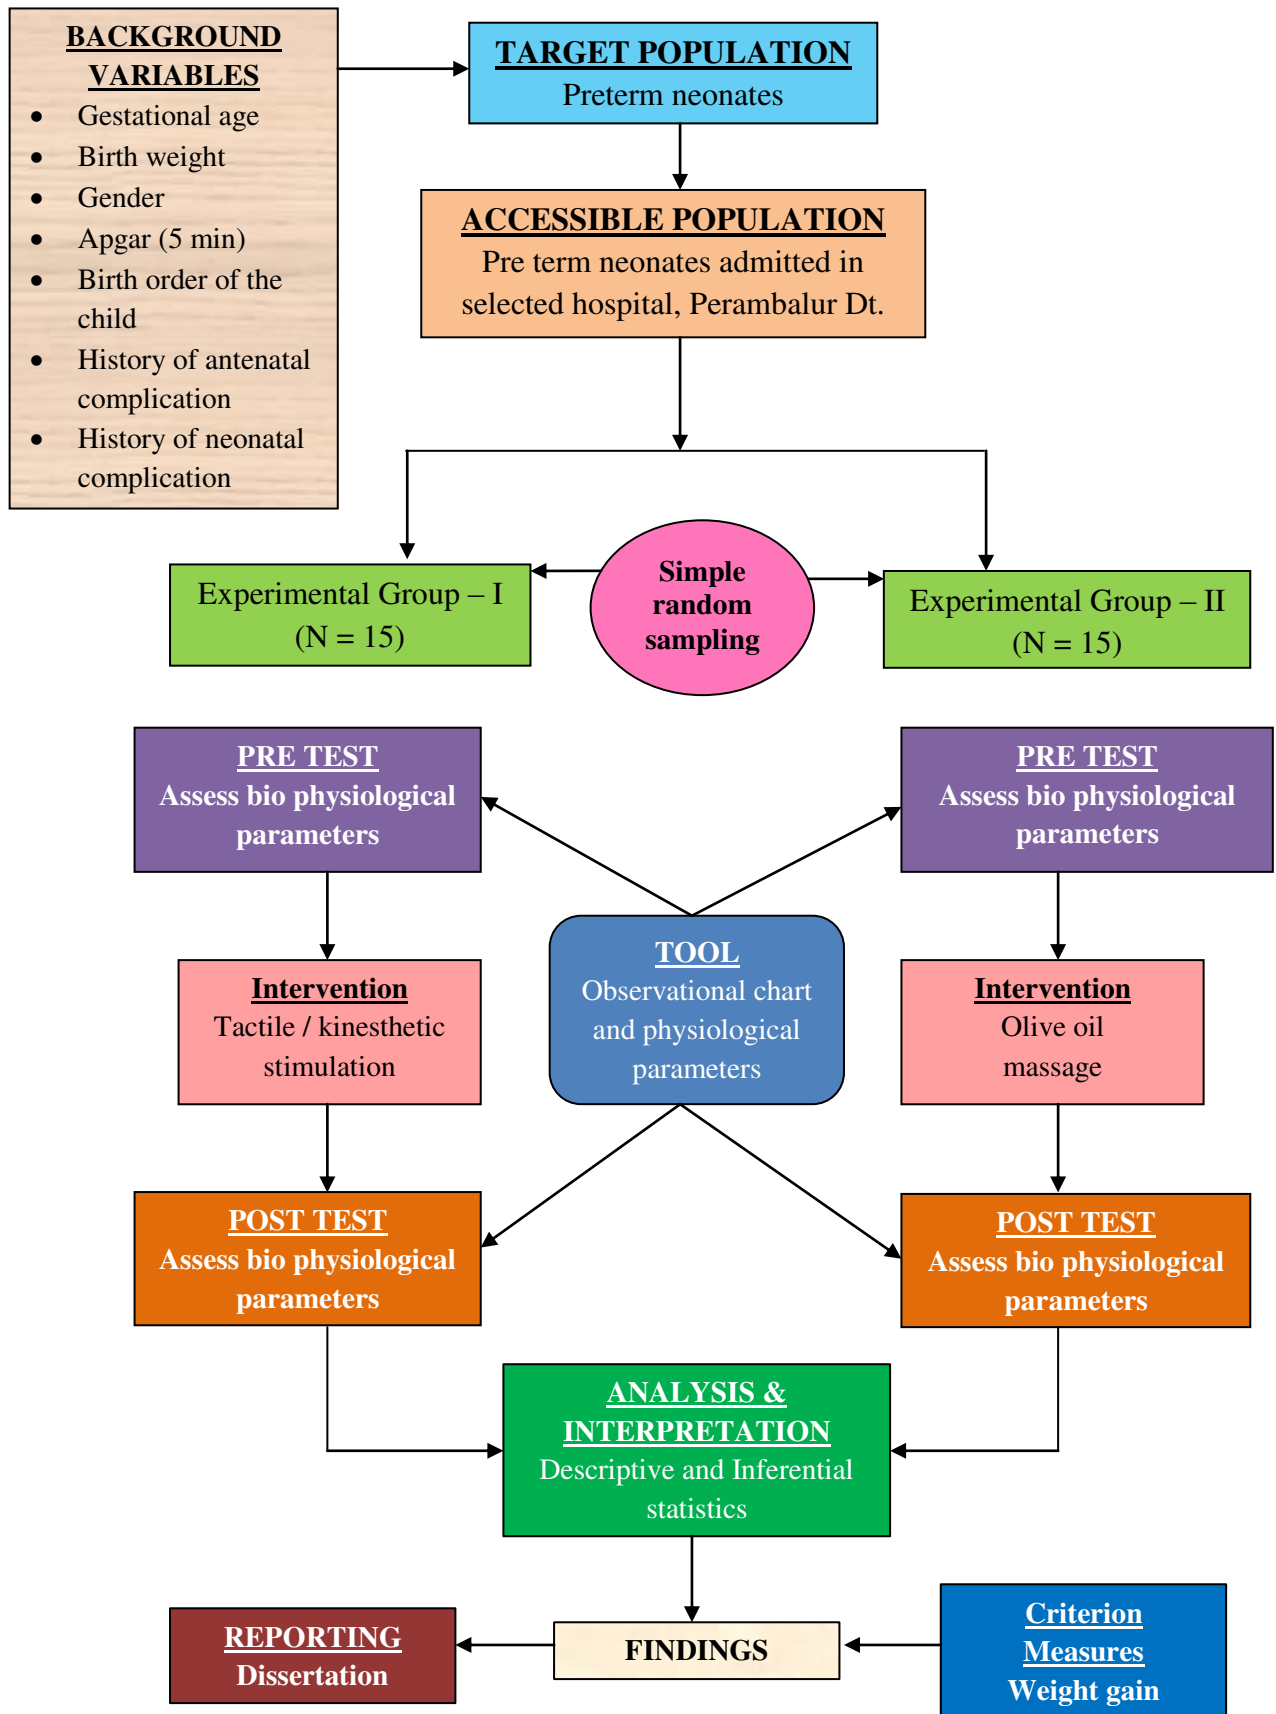 BACKGROUND
VARIABLES
• Gestational age
• Birth weight
• Gender
• Apgar (5 min)
• Birth order of the
child
• History of antenatal
complication
• History of neonatal
complication
TARGET POPULATION
Preterm neonates
ACCESSIBLE POPULATION
Pre term neonates admitted in
selected hospital, Perambalur Dt.
Experimental Group – I
(N = 15)
Simple
random
sampling
Experimental Group – II
(N = 15)
PRE TEST
Assess bio physiological
parameters
PRE TEST
Assess bio physiological
parameters
Intervention
Tactile / kinesthetic
stimulation
TOOL
Observational chart
and physiological
parameters
Intervention
Olive oil
massage
POST TEST
Assess bio physiological
parameters
POST TEST
Assess bio physiological
parameters
ANALYSIS &
INTERPRETATION
Descriptive and Inferential
statistics
REPORTING
Dissertation
FINDINGS
Criterion
Measures
Weight gain